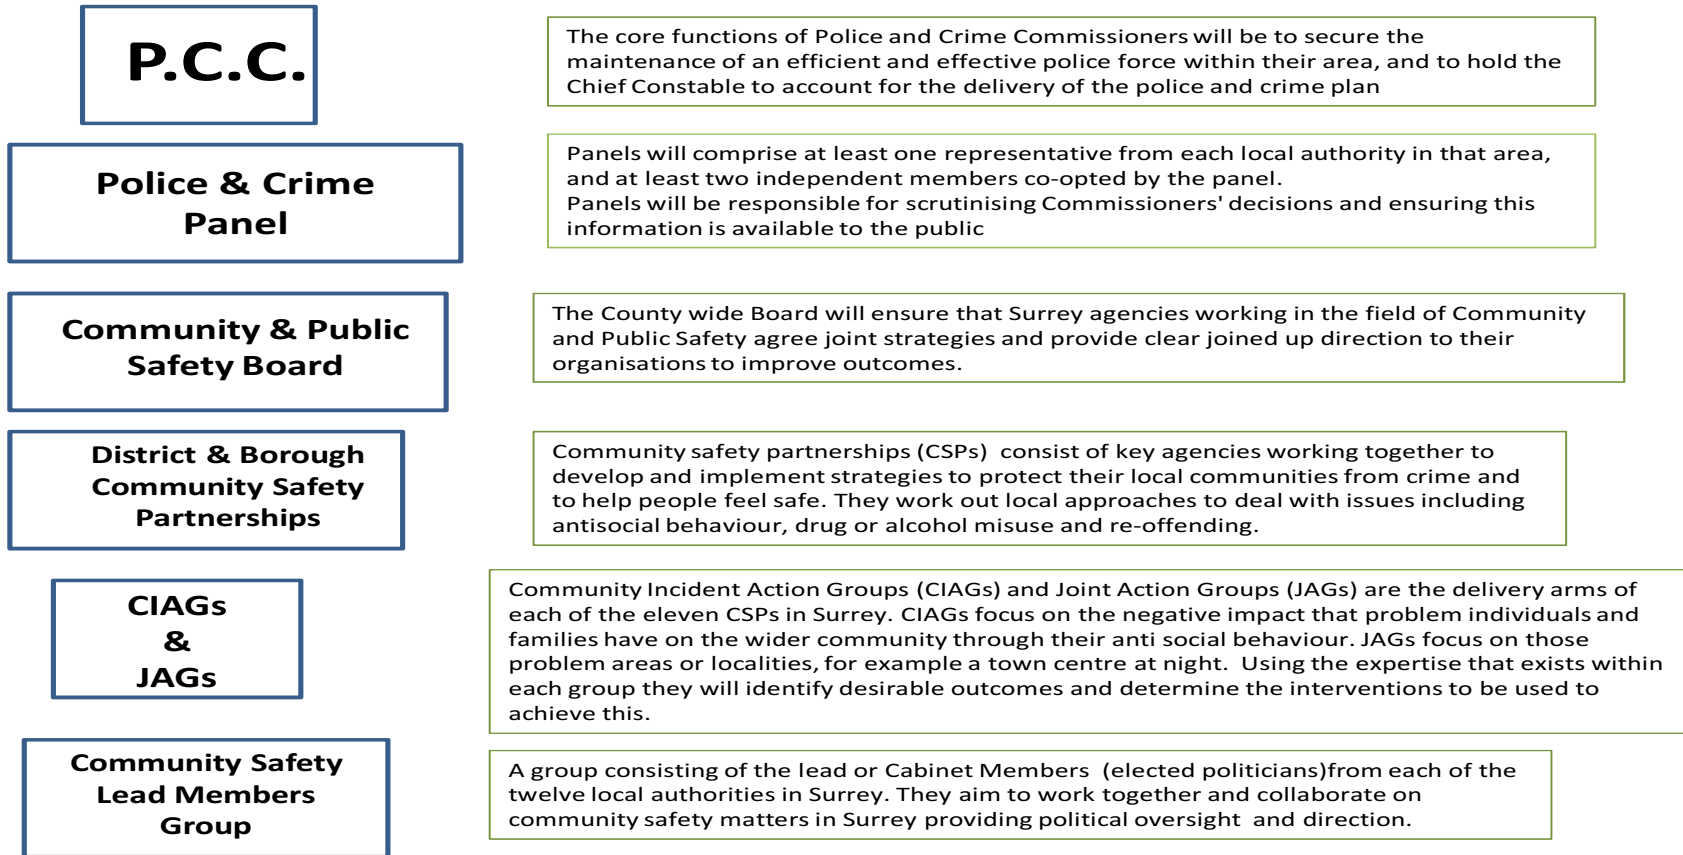 P.C.C.
The core functions of Police and Crime Commissioners will be to secure the
maintenance of an efficient and effective police force within their area, and to hold the
Chief Constable to account for the delivery of the police and crime plan
Police & Crime
Panel
Panels will comprise at least one representative from each local authority in that area,
and at least two independent members co-opted by the panel.
Panels will be responsible for scrutinising Commissioners' decisions and ensuring this
information is available to the public
Community & Public
Safety Board
The County wide Board will ensure that Surrey agencies working in the field of Community
and Public Safety agree joint strategies and provide clear joined up direction to their
organisations to improve outcomes.
District & Borough
Community Safety
Partnerships
Community safety partnerships (CSPs) consist of key agencies working together to
develop and implement strategies to protect their local communities from crime and
to help people feel safe. They work out local approaches to deal with issues including
antisocial behaviour, drug or alcohol misuse and re-offending.
CIAGs
&
JAGs
Community Incident Action Groups (CIAGs) and Joint Action Groups (JAGs) are the delivery arms of
each of the eleven CSPs in Surrey. CIAGs focus on the negative impact that problem individuals and
families have on the wider community through their anti social behaviour. JAGs focus on those
problem areas or localities, for example a town centre at night. Using the expertise that exists within
each group they will identify desirable outcomes and determine the interventions to be used to
achieve this.
Community Safety
Lead Members
Group
A group consisting of the lead or Cabinet Members (elected politicians)from each of the
twelve local authorities in Surrey. They aim to work together and collaborate on
community safety matters in Surrey providing political oversight and direction.